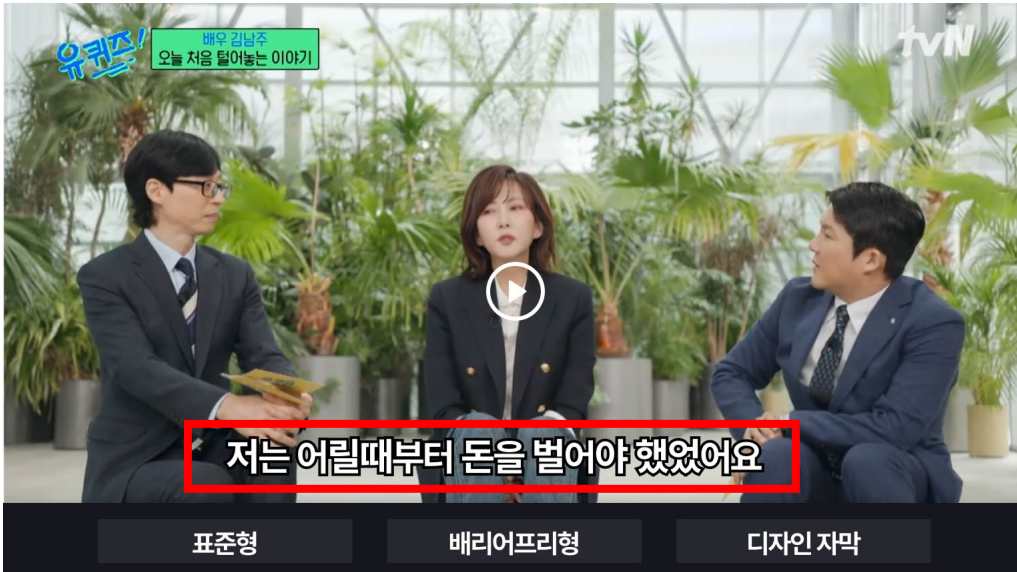 유퀴즈!
배우 김남주
오늘 처음 털어놓는 이야기
tvN
저는 어릴때부터 돈을 벌어야 했었어요
표준형
배리어프리형
디자인 자막